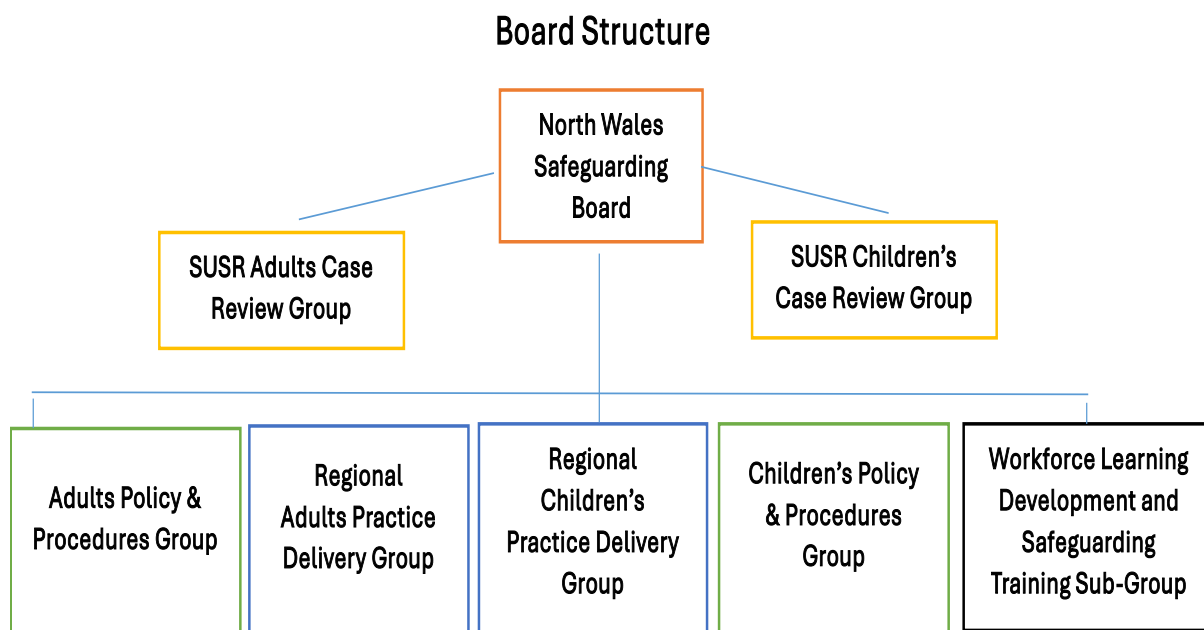 Board Structure
North Wales
Safeguarding
Board
SUSR Adults Case
Review Group
SUSR Children’s
Case Review Group
Adults Policy &
Procedures Group
Regional
Adults Practice
Delivery Group
Regional
Children’s
Practice Delivery
Group
Children’s Policy
& Procedures
Group
Workforce Learning
Development and
Safeguarding
Training Sub-Group